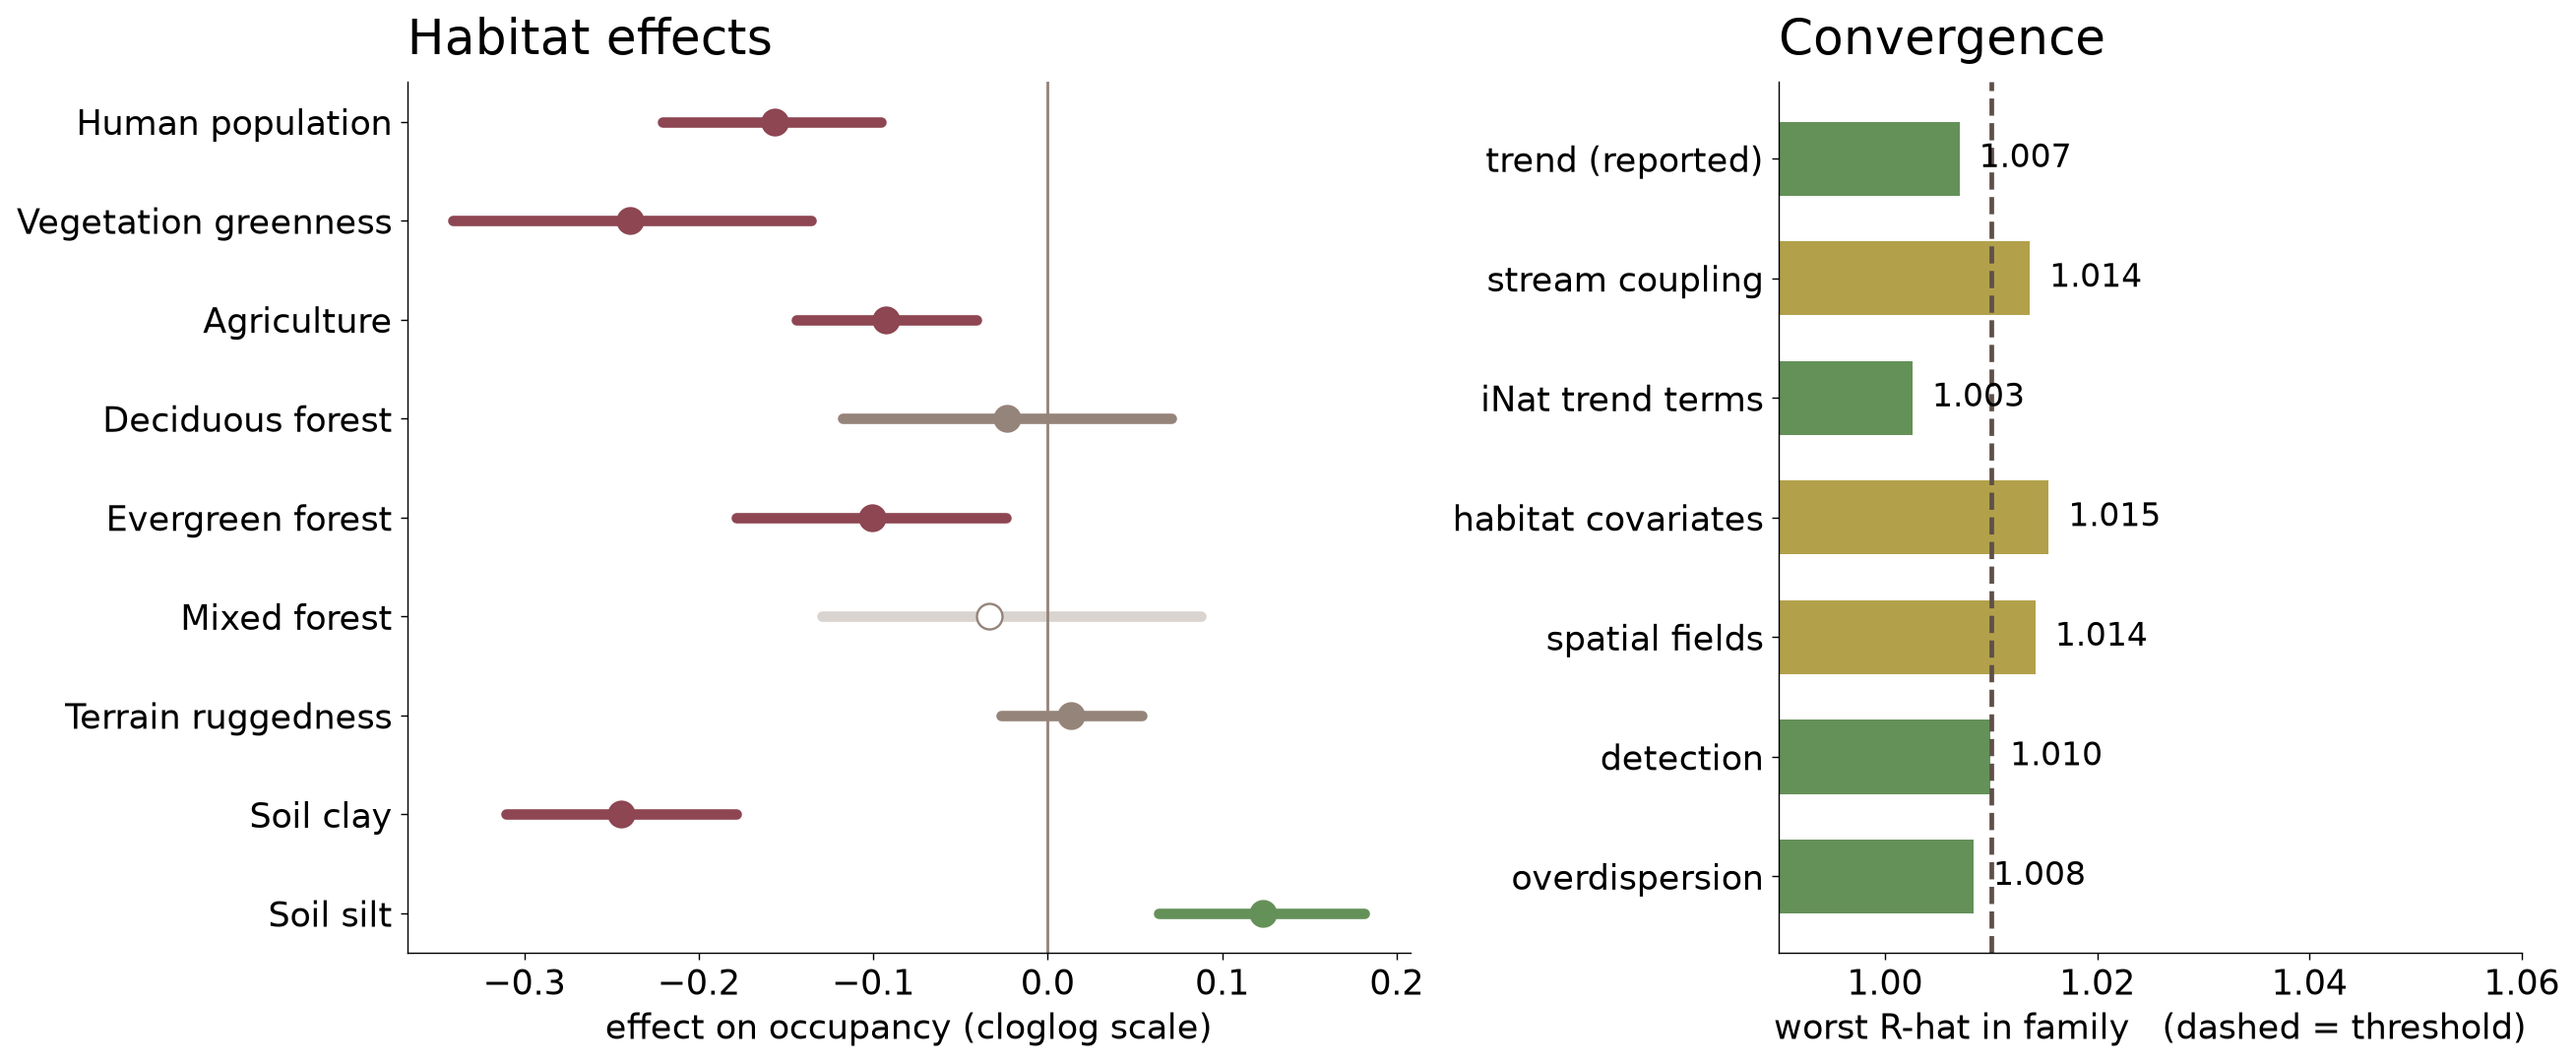 Habitat effects
Human population
Vegetation greenness
Agriculture
Deciduous forest
Evergreen forest
Mixed forest
Terrain ruggedness
Soil clay
Soil silt
−0.3 −0.2 −0.1 0.0 0.1 0.2
effect on occupancy (cloglog scale)
Convergence
trend (reported) 1.007
stream coupling 1.014
iNat trend terms 1.003
habitat covariates 1.015
spatial fields 1.014
detection 1.010
overdispersion 1.008
1.00 1.02 1.04 1.06
worst R-hat in family (dashed = threshold)